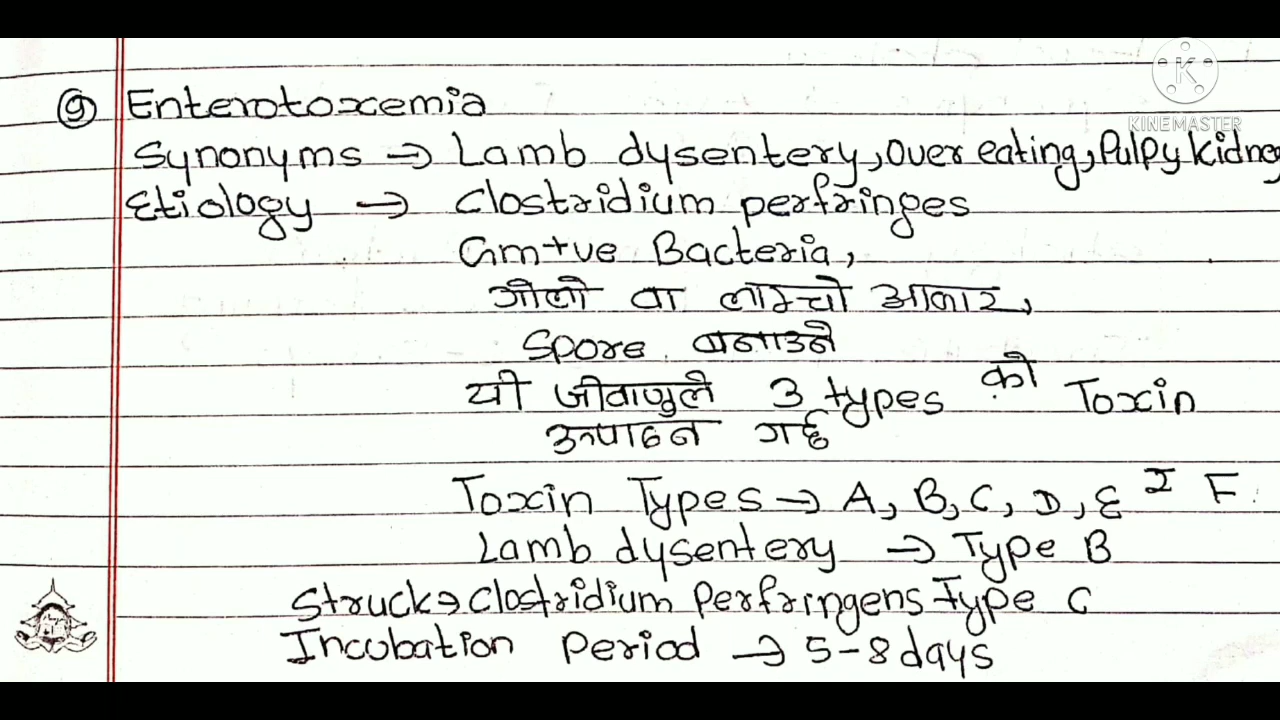 K
KINEMASTER
⑨ Enterotoxemia
Synonyms → Lamb dysentery, Over eating, Pulpy kidney
Etiology → Clostridium perfringes
Gm+ve Bacteria,
गोलो वा लाम्चो आकार,
Spore बनाउने
यी जीवाणुले 3 types को Toxin
उत्पादन गर्छ
Toxin Types → A, B, C, D, E र F
Lamb dysentery → Type B
Struck → Clostridium Perfringens Type C
Incubation Period → 5-8 days